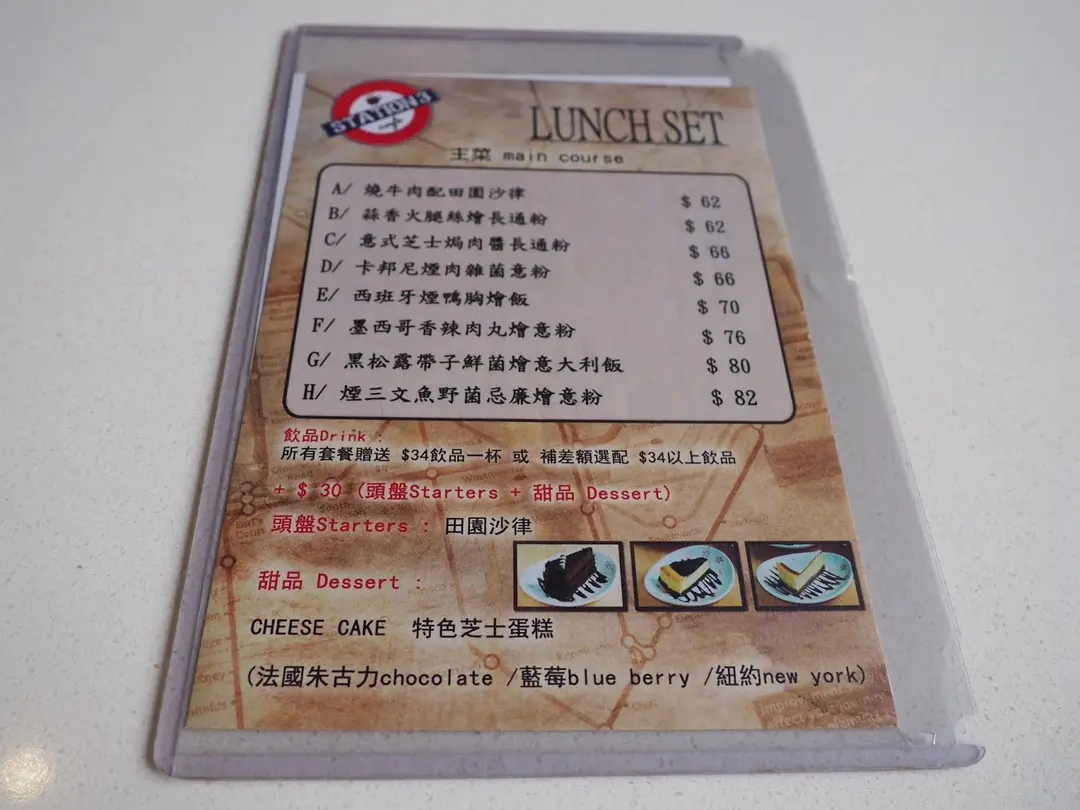 STATION3
cafe
LUNCH SET
主菜 main course
A/ 燒牛肉配田園沙律 $ 62
B/ 蒜香火腿絲燴長通粉 $ 62
C/ 意式芝士焗肉醬長通粉 $ 66
D/ 卡邦尼煙肉雜菌意粉 $ 66
E/ 西班牙煙鴨胸燴飯 $ 70
F/ 墨西哥香辣肉丸燴意粉 $ 76
G/ 黑松露帶子鮮菌燴意大利飯 $ 80
H/ 煙三文魚野菌忌廉燴意粉 $ 82
飲品Drink :
所有套餐贈送 $34飲品一杯 或 補差額選配 $34以上飲品
+ $ 30 (頭盤Starters + 甜品 Dessert)
頭盤Starters : 田園沙律
甜品 Dessert :
CHEESE CAKE 特色芝士蛋糕
(法國朱古力chocolate /藍莓blue berry /紐約new york)